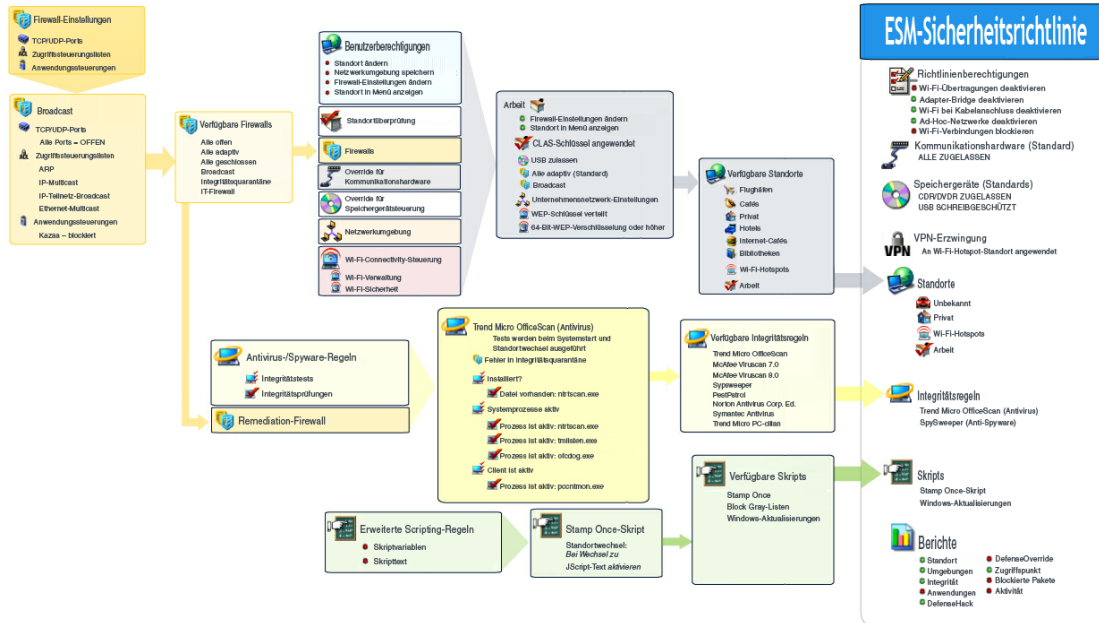 Firewall-Einstellungen
TCP/UDP-Ports
Zugriffssteuerungslisten
Anwendungssteuerungen
Broadcast
TCP/UDP-Ports
Alle Ports – OFFEN
Zugriffssteuerungslisten
ARP
IP-Multicast
IP-Teilnetz-Broadcast
Ethernet-Multicast
Anwendungssteuerungen
Kazaa – blockiert
Verfügbare Firewalls
Alle offen
Alle adaptiv
Alle geschlossen
Broadcast
Integritätsquarantäne
IT-Firewall
Benutzerberechtigungen
Standort ändern
Netzwerkumgebung speichern
Firewall-Einstellungen ändern
Standort in Menü anzeigen
Standortüberprüfung
Firewalls
Override für
Kommunikationshardware
Override für
Speichergerätsteuerung
Netzwerkumgebung
Wi-Fi-Connectivity-Steuerung
Wi-Fi-Verwaltung
Wi-Fi-Sicherheit
Arbeit
Firewall-Einstellungen ändern
Standort in Menü anzeigen
CLAS-Schlüssel angewendet
USB zulassen
Alle adaptiv (Standard)
Broadcast
Unternehmensnetzwerk-Einstellungen
WEP-Schlüssel verteilt
64-Bit-WEP-Verschlüsselung oder höher
Verfügbare Standorte
Flughäfen
Cafés
Privat
Hotels
Internet-Cafés
Bibliotheken
Wi-Fi-Hotspots
Arbeit
Antivirus-/Spyware-Regeln
Integritätstests
Integritätsprüfungen
Remediation-Firewall
Trend Micro OfficeScan (Antivirus)
Tests werden beim Systemstart und
Standortwechsel ausgeführt
Fehler in Integritätsquarantäne
Installiert?
Datei vorhanden: ntrtscan.exe
Systemprozesse aktiv
Prozess ist aktiv: ntrtscan.exe
Prozess ist aktiv: tmlisten.exe
Prozess ist aktiv: ofcdog.exe
Client ist aktiv
Prozess ist aktiv: pccntmon.exe
Verfügbare Integritätsregeln
Trend Micro OfficeScan
McAfee Viruscan 7.0
McAfee Viruscan 8.0
Sypsweeper
PestPatrol
Norton Antivirus Corp. Ed.
Symantec Antivirus
Trend Micro PC-cillan
Erweiterte Scripting-Regeln
Skriptvariablen
Skripttext
Stamp Once-Skript
Standortwechsel:
Bei Wechsel zu
JScript-Text aktivieren
Verfügbare Skripts
Stamp Once
Block Gray-Listen
Windows-Aktualisierungen
ESM-Sicherheitsrichtlinie
Richtlinienberechtigungen
Wi-Fi-Übertragungen deaktivieren
Adapter-Bridge deaktivieren
Wi-Fi bei Kabelanschluss deaktivieren
Ad-Hoc-Netzwerke deaktivieren
Wi-Fi-Verbindungen blockieren
Kommunikationshardware (Standard)
ALLE ZUGELASSEN
Speichergeräte (Standards)
CDR/DVDR ZUGELASSEN
USB SCHREIBGESCHÜTZT
VPN
VPN-Erzwingung
An Wi-Fi-Hotspot-Standort angewendet
Standorte
Unbekannt
Privat
Wi-Fi-Hotspots
Arbeit
Integritätsregeln
Trend Micro OfficeScan (Antivirus)
SpySweeper (Anti-Spyware)
Skripts
Stamp Once-Skript
Windows-Aktualisierungen
Berichte
Standort
Umgebungen
Integrität
Anwendungen
DefenseHack
DefenseOverride
Zugriffspunkt
Blockierte Pakete
Aktivität